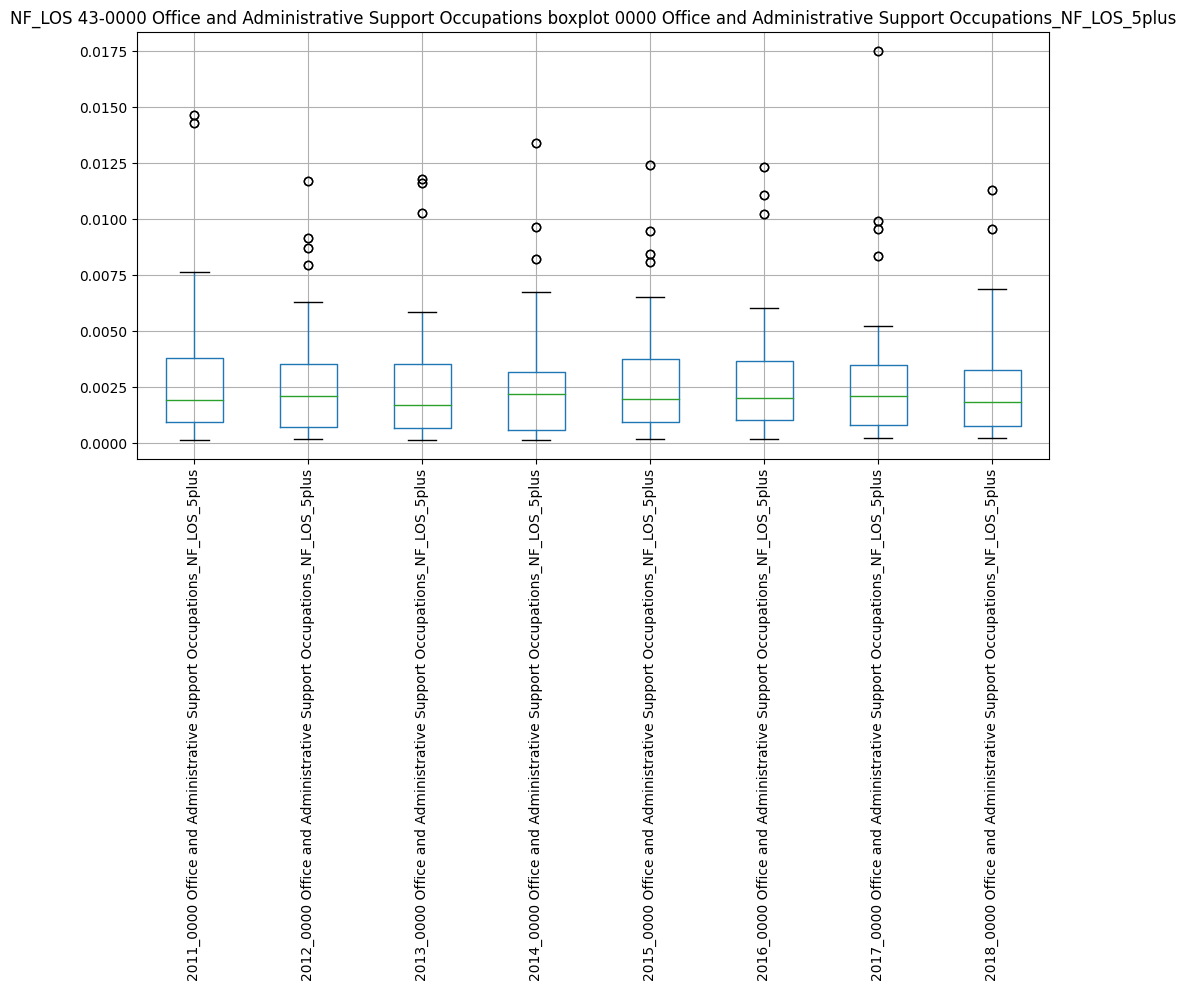 NF_LOS 43-0000 Office and Administrative Support Occupations boxplot 0000 Office and Administrative Support Occupations_NF_LOS_5plus
0.0175
0.0150
0.0125
0.0100
0.0075
0.0050
0.0025
0.0000
2011_0000 Office and Administrative Support Occupations_NF_LOS_5plus
2012_0000 Office and Administrative Support Occupations_NF_LOS_5plus
2013_0000 Office and Administrative Support Occupations_NF_LOS_5plus
2014_0000 Office and Administrative Support Occupations_NF_LOS_5plus
2015_0000 Office and Administrative Support Occupations_NF_LOS_5plus
2016_0000 Office and Administrative Support Occupations_NF_LOS_5plus
2017_0000 Office and Administrative Support Occupations_NF_LOS_5plus
2018_0000 Office and Administrative Support Occupations_NF_LOS_5plus